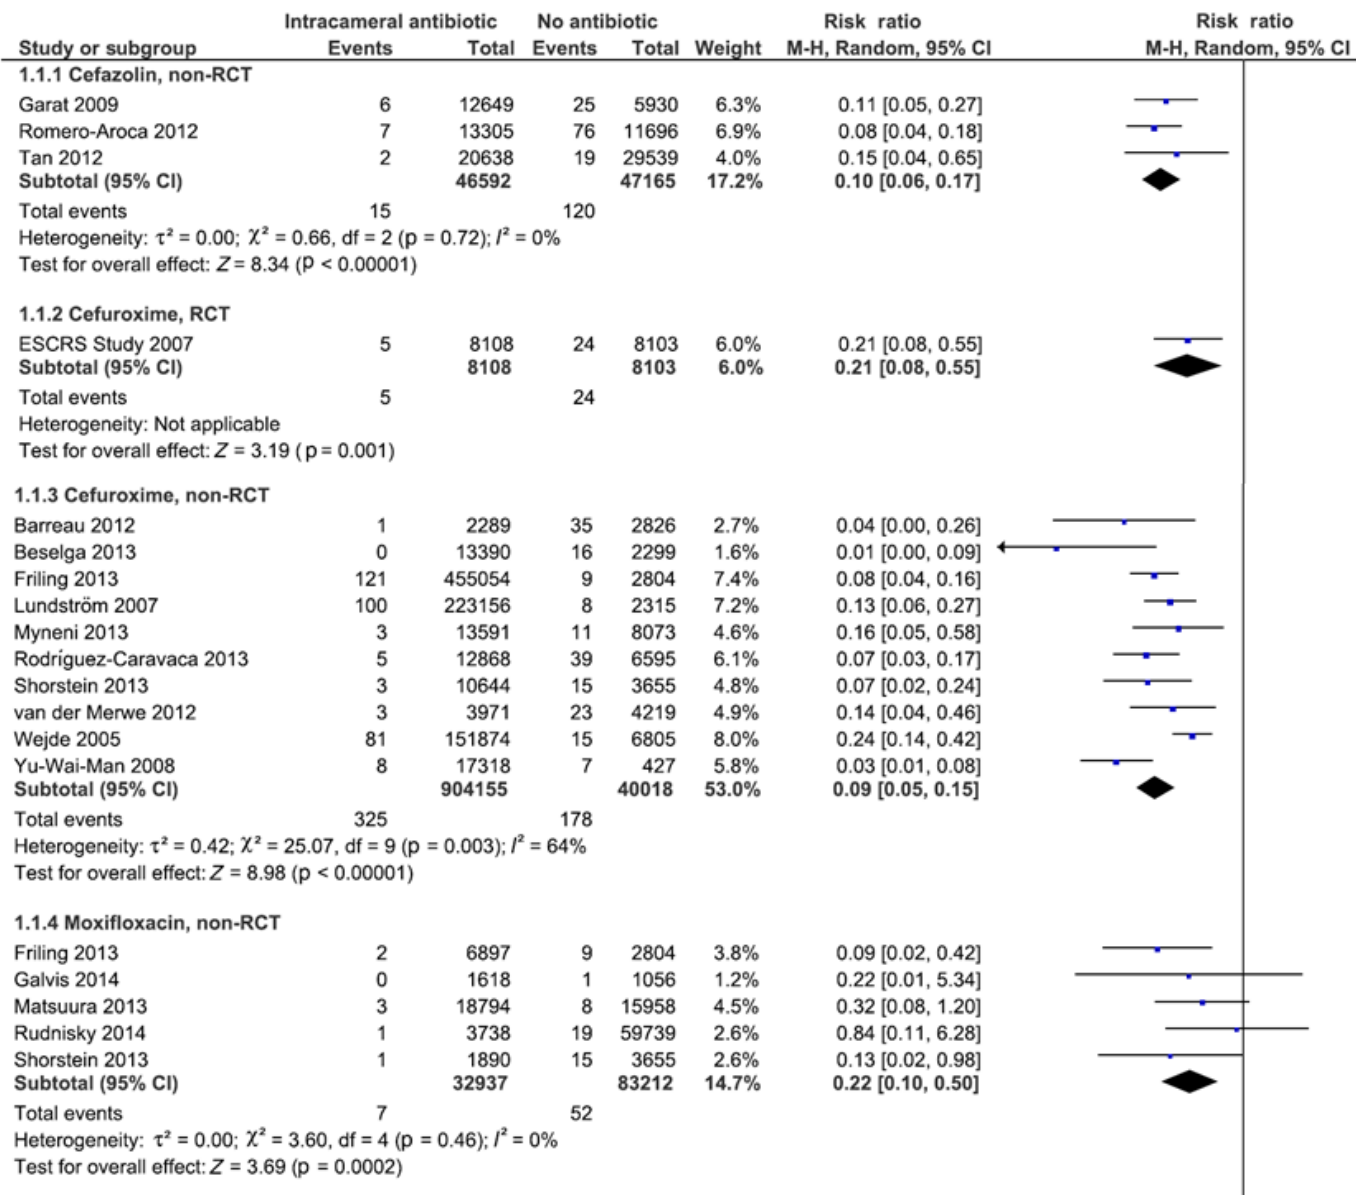 Intracameral antibiotic No antibiotic Risk ratio Risk ratio
Study or subgroup Events Total Events Total Weight M-H, Random, 95% CI M-H, Random, 95% CI
1.1.1 Cefazolin, non-RCT
Garat 2009 6 12649 25 5930 6.3% 0.11 [0.05, 0.27]
Romero-Aroca 2012 7 13305 76 11696 6.9% 0.08 [0.04, 0.18]
Tan 2012 2 20638 19 29539 4.0% 0.15 [0.04, 0.65]
Subtotal (95% CI) 46592 47165 17.2% 0.10 [0.06, 0.17]
Total events 15 120
Heterogeneity: τ² = 0.00; χ² = 0.66, df = 2 (p = 0.72); I² = 0%
Test for overall effect: Z = 8.34 (p < 0.00001)
1.1.2 Cefuroxime, RCT
ESCRS Study 2007 5 8108 24 8103 6.0% 0.21 [0.08, 0.55]
Subtotal (95% CI) 8108 8103 6.0% 0.21 [0.08, 0.55]
Total events 5 24
Heterogeneity: Not applicable
Test for overall effect: Z = 3.19 (p = 0.001)
1.1.3 Cefuroxime, non-RCT
Barreau 2012 1 2289 35 2826 2.7% 0.04 [0.00, 0.26]
Beselga 2013 0 13390 16 2299 1.6% 0.01 [0.00, 0.09]
Friling 2013 121 455054 9 2804 7.4% 0.08 [0.04, 0.16]
Lundström 2007 100 223156 8 2315 7.2% 0.13 [0.06, 0.27]
Myneni 2013 3 13591 11 8073 4.6% 0.16 [0.05, 0.58]
Rodríguez-Caravaca 2013 5 12868 39 6595 6.1% 0.07 [0.03, 0.17]
Shorstein 2013 3 10644 15 3655 4.8% 0.07 [0.02, 0.24]
van der Merwe 2012 3 3971 23 4219 4.9% 0.14 [0.04, 0.46]
Wejde 2005 81 151874 15 6805 8.0% 0.24 [0.14, 0.42]
Yu-Wai-Man 2008 8 17318 7 427 5.8% 0.03 [0.01, 0.08]
Subtotal (95% CI) 904155 40018 53.0% 0.09 [0.05, 0.15]
Total events 325 178
Heterogeneity: τ² = 0.42; χ² = 25.07, df = 9 (p = 0.003); I² = 64%
Test for overall effect: Z = 8.98 (p < 0.00001)
1.1.4 Moxifloxacin, non-RCT
Friling 2013 2 6897 9 2804 3.8% 0.09 [0.02, 0.42]
Galvis 2014 0 1618 1 1056 1.2% 0.22 [0.01, 5.34]
Matsuura 2013 3 18794 8 15958 4.5% 0.32 [0.08, 1.20]
Rudnisky 2014 1 3738 19 59739 2.6% 0.84 [0.11, 6.28]
Shorstein 2013 1 1890 15 3655 2.6% 0.13 [0.02, 0.98]
Subtotal (95% CI) 32937 83212 14.7% 0.22 [0.10, 0.50]
Total events 7 52
Heterogeneity: τ² = 0.00; χ² = 3.60, df = 4 (p = 0.46); I² = 0%
Test for overall effect: Z = 3.69 (p = 0.0002)